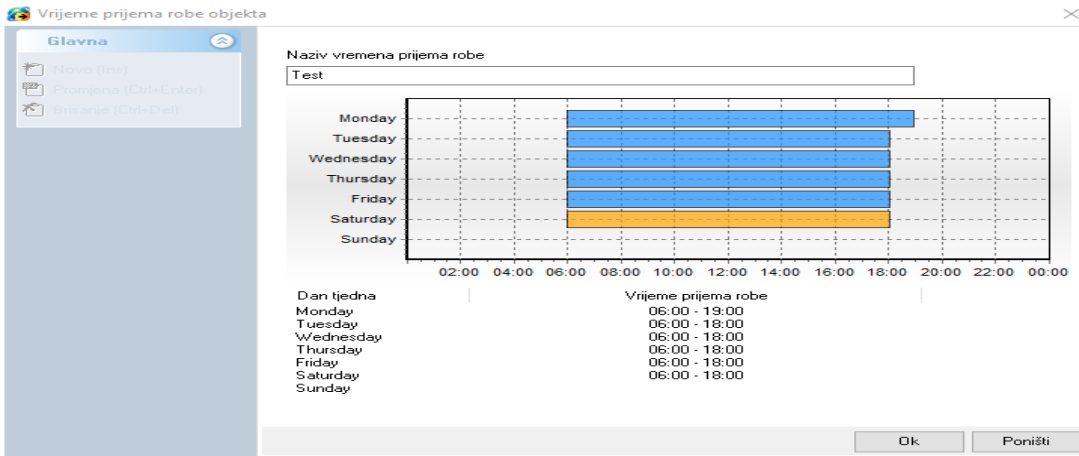 Vrijeme prijema robe objekta
Glavna
Novo (Ins)
Promjena (Ctrl+Enter)
Brisanje (Ctrl+Del)
Naziv vremena prijema robe
Test
Monday
Tuesday
Wednesday
Thursday
Friday
Saturday
Sunday
02:00 04:00 06:00 08:00 10:00 12:00 14:00 16:00 18:00 20:00 22:00 00:00
Dan tjedna Vrijeme prijema robe
Monday 06:00 - 19:00
Tuesday 06:00 - 18:00
Wednesday 06:00 - 18:00
Thursday 06:00 - 18:00
Friday 06:00 - 18:00
Saturday 06:00 - 18:00
Sunday
Ok Poništi